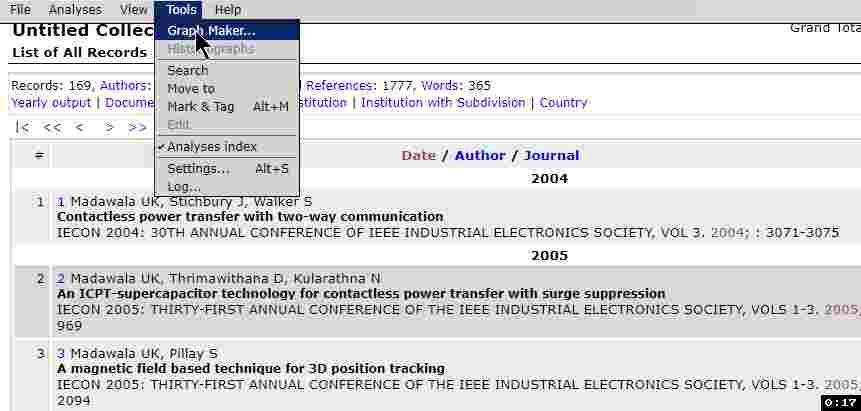 File Analyses View Tools Help
Untitled Collec Grand Tota
Graph Maker...
List of All Records
Search
Records: 169, Authors: References: 1777, Words: 365
Move to
Yearly output | Docume stitution | Institution with Subdivision | Country
Mark & Tag Alt+M
Edit
|< << < > >>
Analyses index
# Date / Author / Journal
Settings... Alt+S
2004
Log...
1 1 Madawala UK, Stichbury J, Walker S
Contactless power transfer with two-way communication
IECON 2004: 30TH ANNUAL CONFERENCE OF IEEE INDUSTRIAL ELECTRONICS SOCIETY, VOL 3. 2004; : 3071-3075
2005
2 2 Madawala UK, Thrimawithana D, Kularathna N
An ICPT-supercapacitor technology for contactless power transfer with surge suppression
IECON 2005: THIRTY-FIRST ANNUAL CONFERENCE OF THE IEEE INDUSTRIAL ELECTRONICS SOCIETY, VOLS 1-3. 2005;
969
3 3 Madawala UK, Pillay S
A magnetic field based technique for 3D position tracking
IECON 2005: THIRTY-FIRST ANNUAL CONFERENCE OF THE IEEE INDUSTRIAL ELECTRONICS SOCIETY, VOLS 1-3. 2005;
2094
0:17